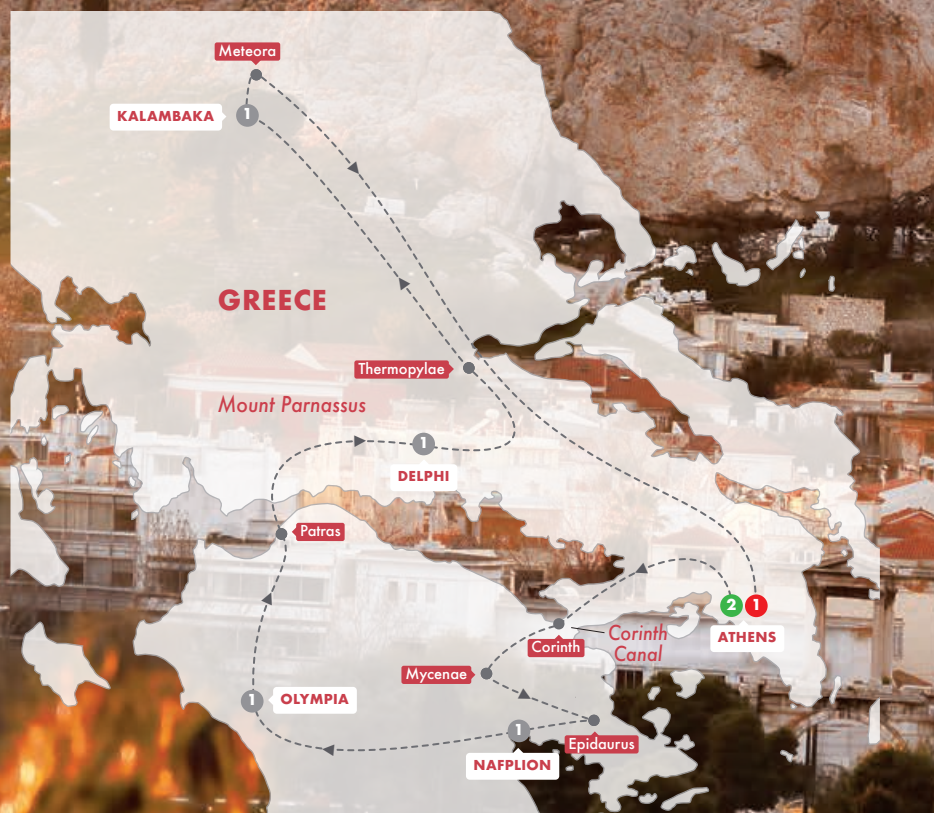 Meteora
KALAMBAKA
1
GREECE
Thermopylae
Mount Parnassus
1
DELPHI
Patras
2
1
ATHENS
Corinth
Corinth
Canal
Mycenae
1
OLYMPIA
Epidaurus
1
NAFPLION